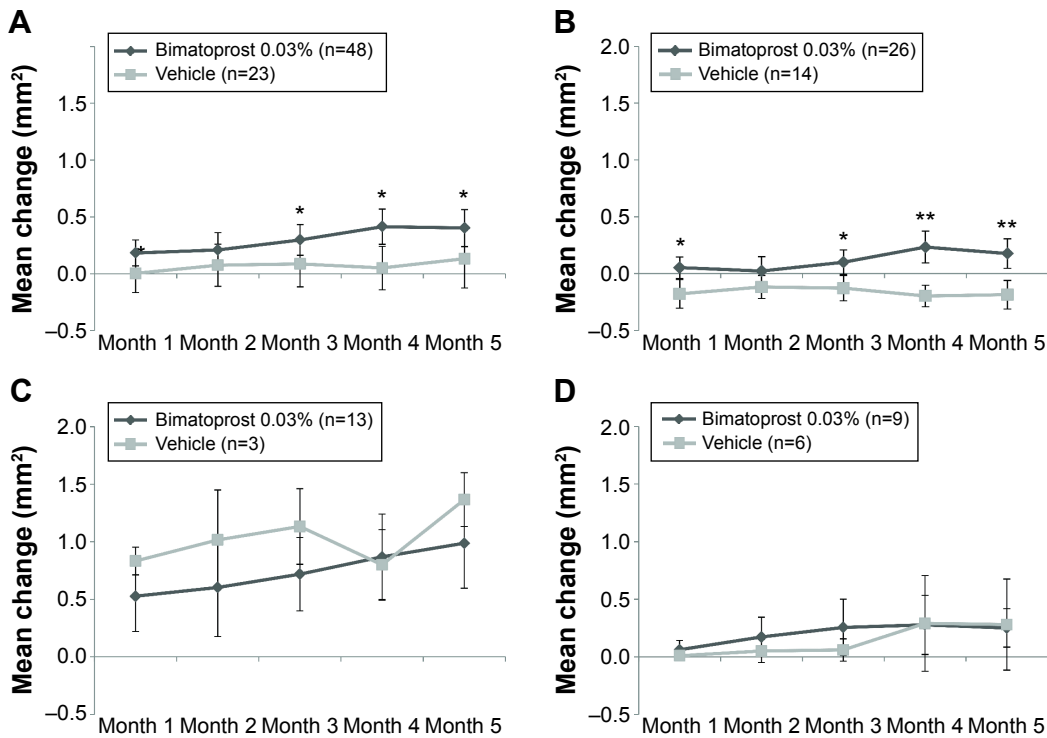 A
Bimatoprost 0.03% (n=48)
Vehicle (n=23)
Mean change (mm²)
1.5
1.0
0.5
0.0
–0.5
*
*
*
*
Month 1 Month 2 Month 3 Month 4 Month 5
B
Bimatoprost 0.03% (n=26)
Vehicle (n=14)
Mean change (mm²)
2.0
1.5
1.0
0.5
0.0
–0.5
*
*
**
**
Month 1 Month 2 Month 3 Month 4 Month 5
C
Bimatoprost 0.03% (n=13)
Vehicle (n=3)
Mean change (mm²)
2.0
1.5
1.0
0.5
0.0
–0.5
Month 1 Month 2 Month 3 Month 4 Month 5
D
Bimatoprost 0.03% (n=9)
Vehicle (n=6)
Mean change (mm²)
2.0
1.5
1.0
0.5
0.0
–0.5
Month 1 Month 2 Month 3 Month 4 Month 5